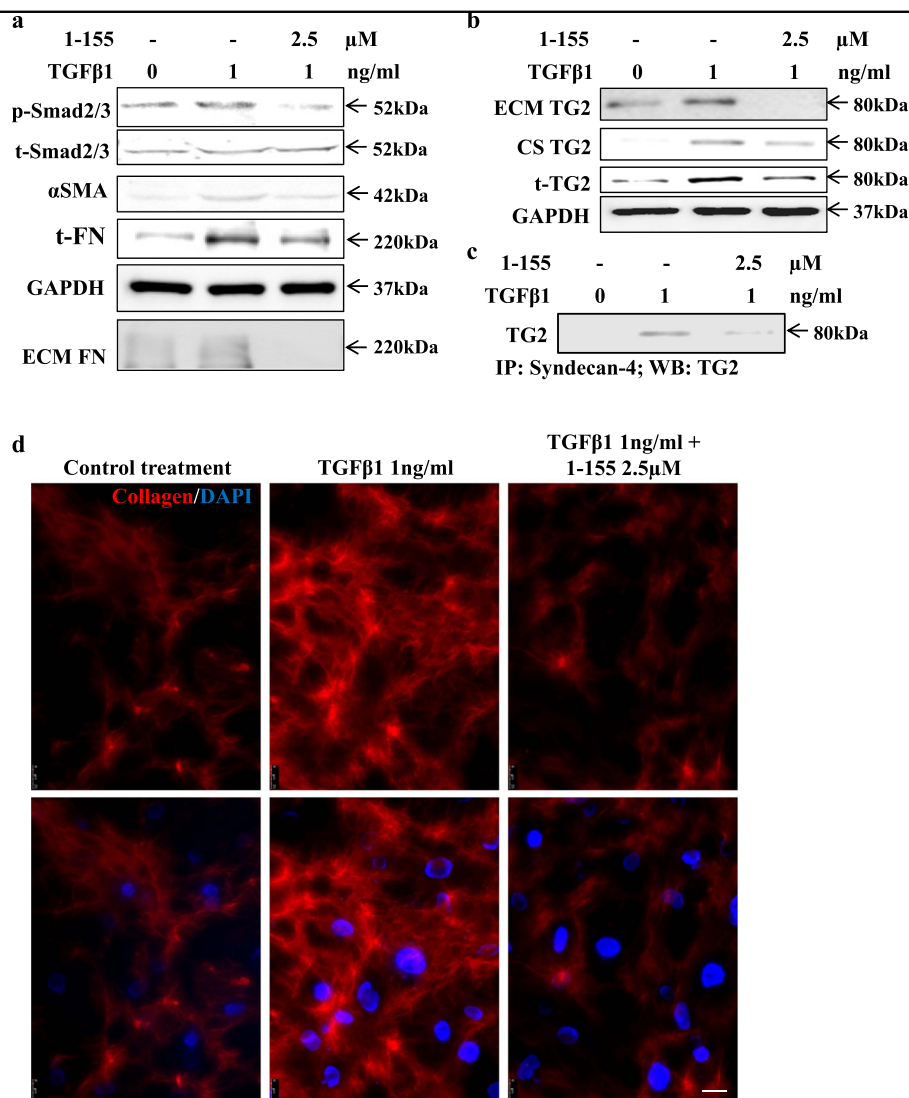 a
1-155 - - 2.5 μM
TGFβ1 0 1 1 ng/ml
p-Smad2/3 52kDa
t-Smad2/3 52kDa
αSMA 42kDa
t-FN 220kDa
GAPDH 37kDa
ECM FN 220kDa
b
1-155 - - 2.5 μM
TGFβ1 0 1 1 ng/ml
ECM TG2 80kDa
CS TG2 80kDa
t-TG2 80kDa
GAPDH 37kDa
c
1-155 - - 2.5 μM
TGFβ1 0 1 1 ng/ml
TG2 80kDa
IP: Syndecan-4; WB: TG2
d
Control treatment
TGFβ1 1ng/ml
TGFβ1 1ng/ml +
1-155 2.5μM
Collagen/DAPI